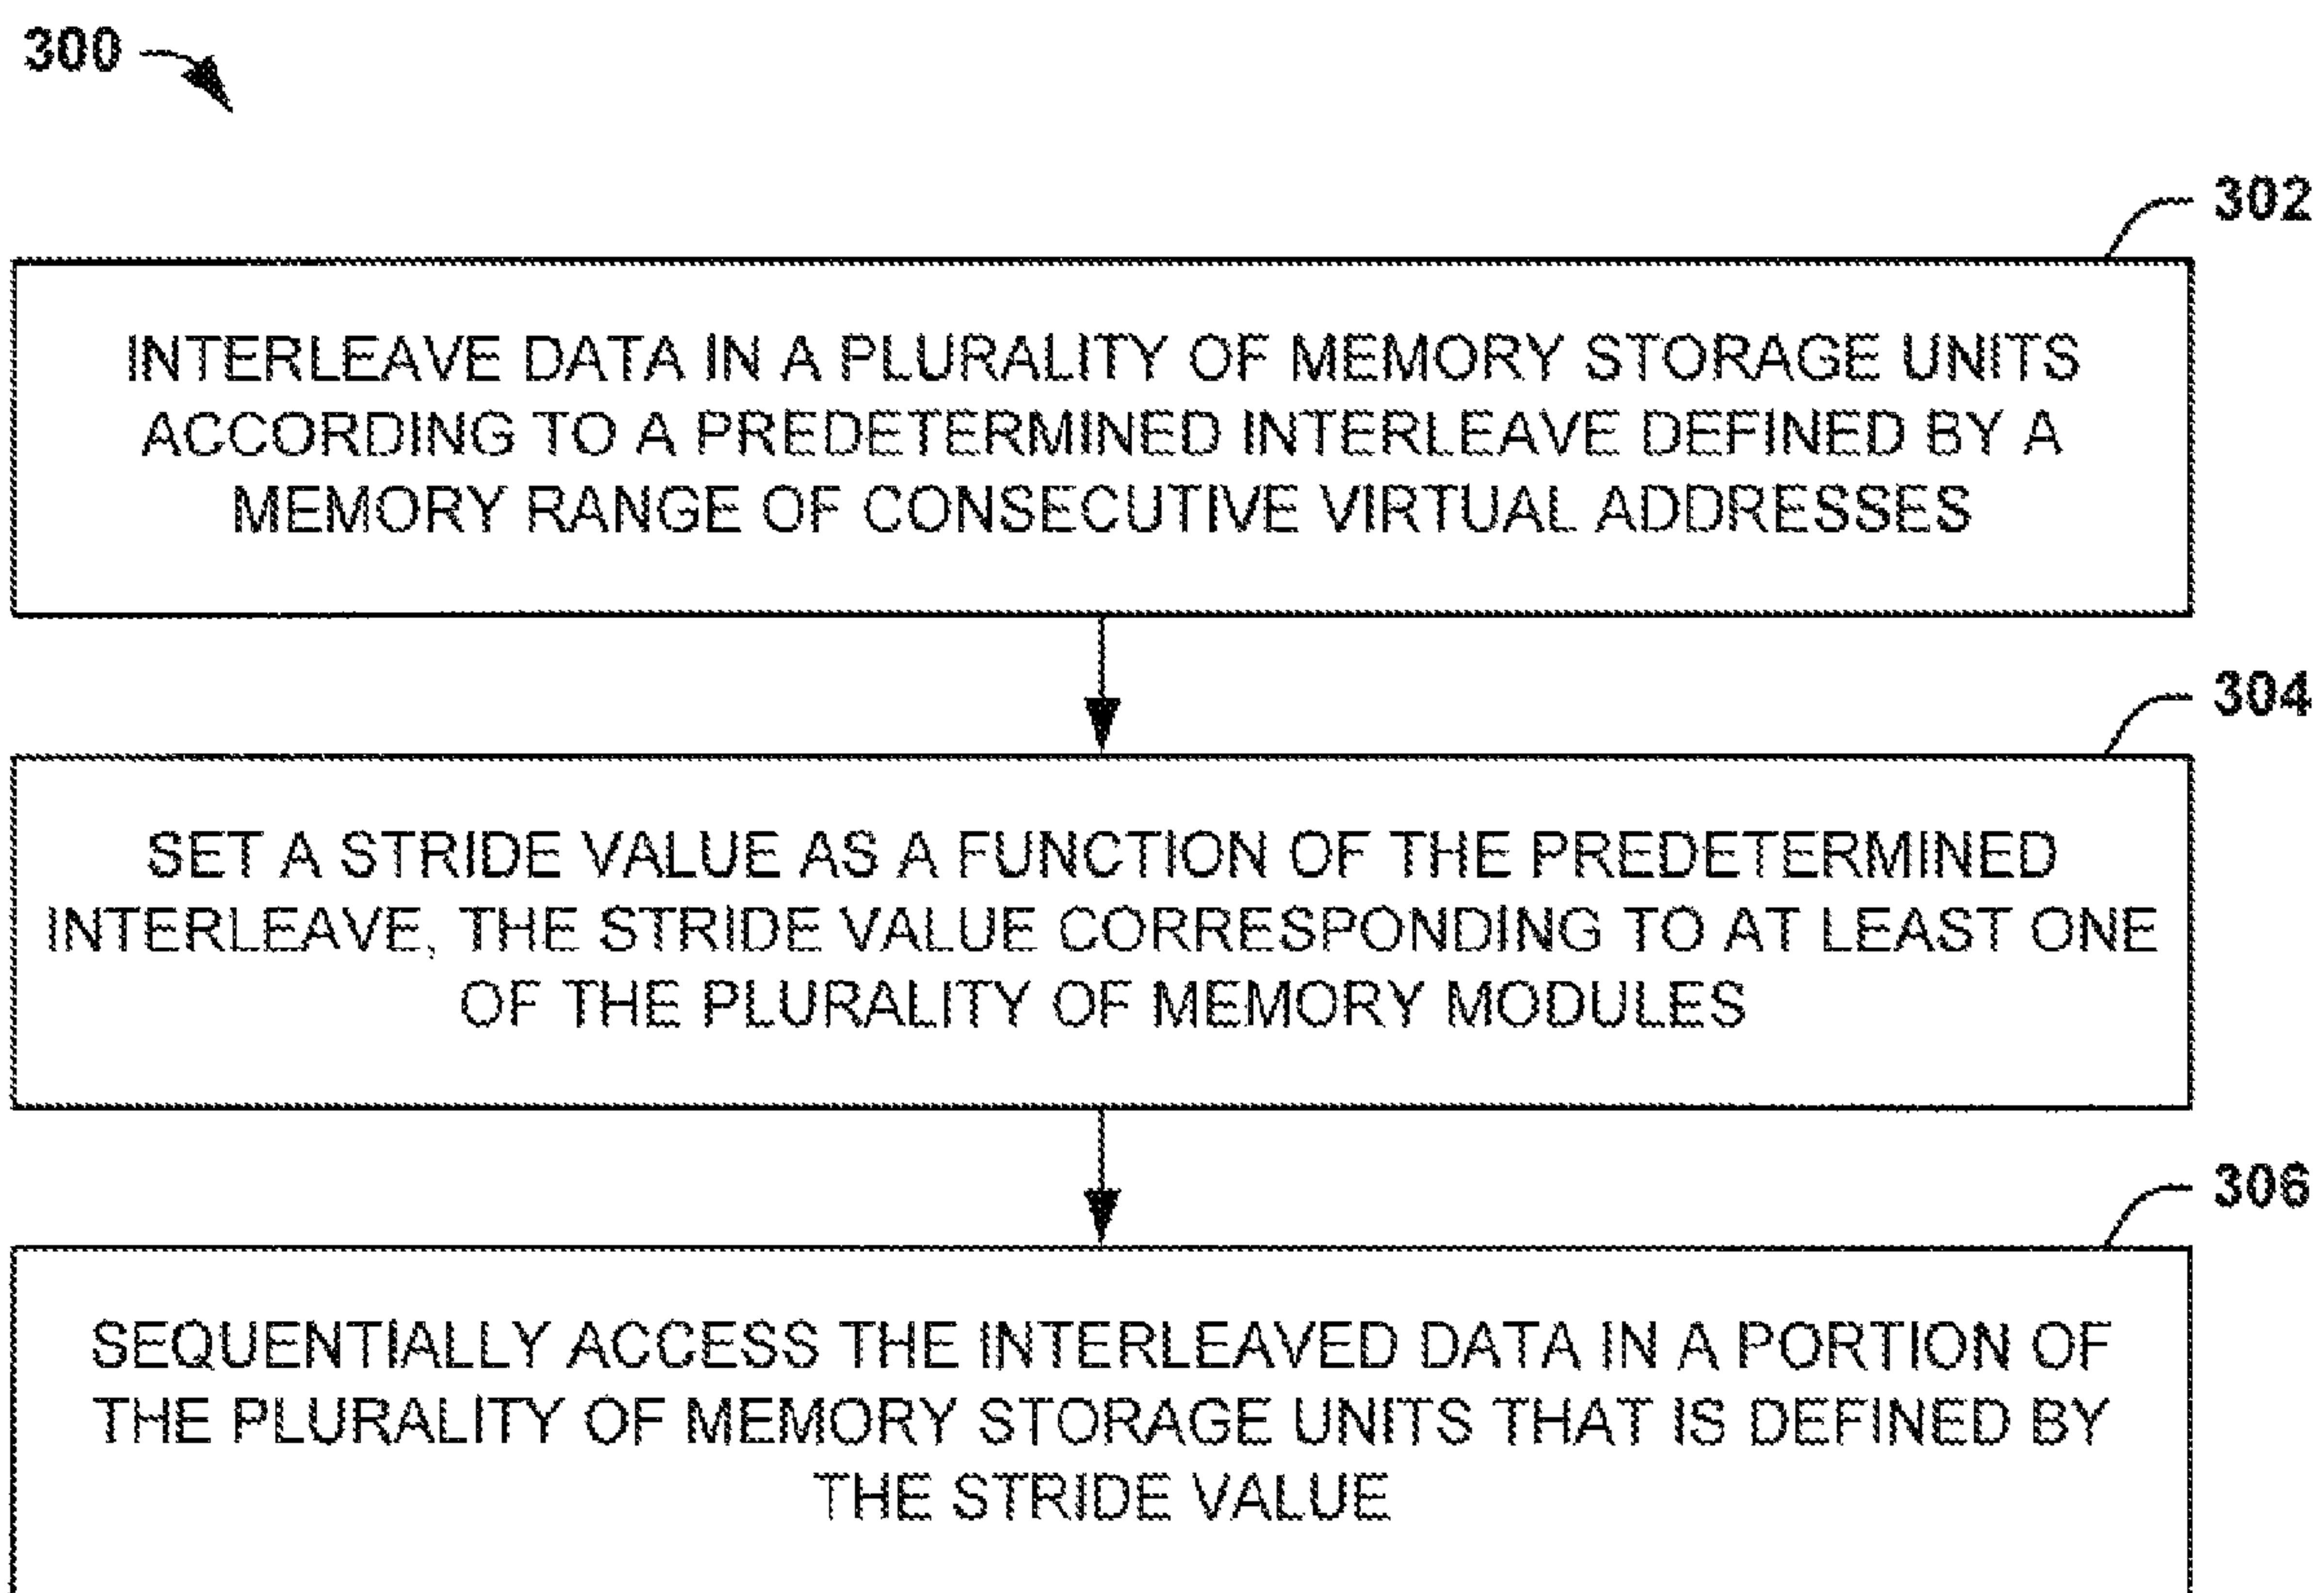 300
302
INTERLEAVE DATA IN A PLURALITY OF MEMORY STORAGE UNITS
ACCORDING TO A PREDETERMINED INTERLEAVE DEFINED BY A
MEMORY RANGE OF CONSECUTIVE VIRTUAL ADDRESSES
304
SET A STRIDE VALUE AS A FUNCTION OF THE PREDETERMINED
INTERLEAVE, THE STRIDE VALUE CORRESPONDING TO AT LEAST ONE
OF THE PLURALITY OF MEMORY MODULES
306
SEQUENTIALLY ACCESS THE INTERLEAVED DATA IN A PORTION OF
THE PLURALITY OF MEMORY STORAGE UNITS THAT IS DEFINED BY
THE STRIDE VALUE